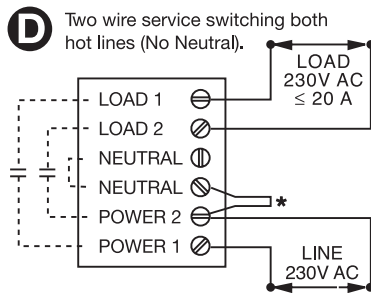 D Two wire service switching both
hot lines (No Neutral).
LOAD
230V AC
≤ 20 A
LOAD 1
LOAD 2
NEUTRAL
NEUTRAL
*
POWER 2
POWER 1
LINE
230V AC